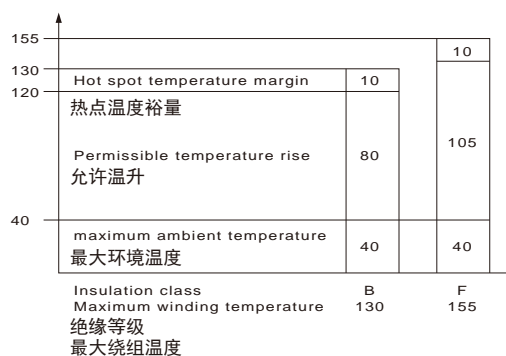 155
10
130
Hot spot temperature margin 10
120
热点温度裕量
105
Permissible temperature rise 80
允许温升
40
maximum ambient temperature
40 40
最大环境温度
Insulation class B F
Maximum winding temperature 130 155
绝缘等级
最大绕组温度